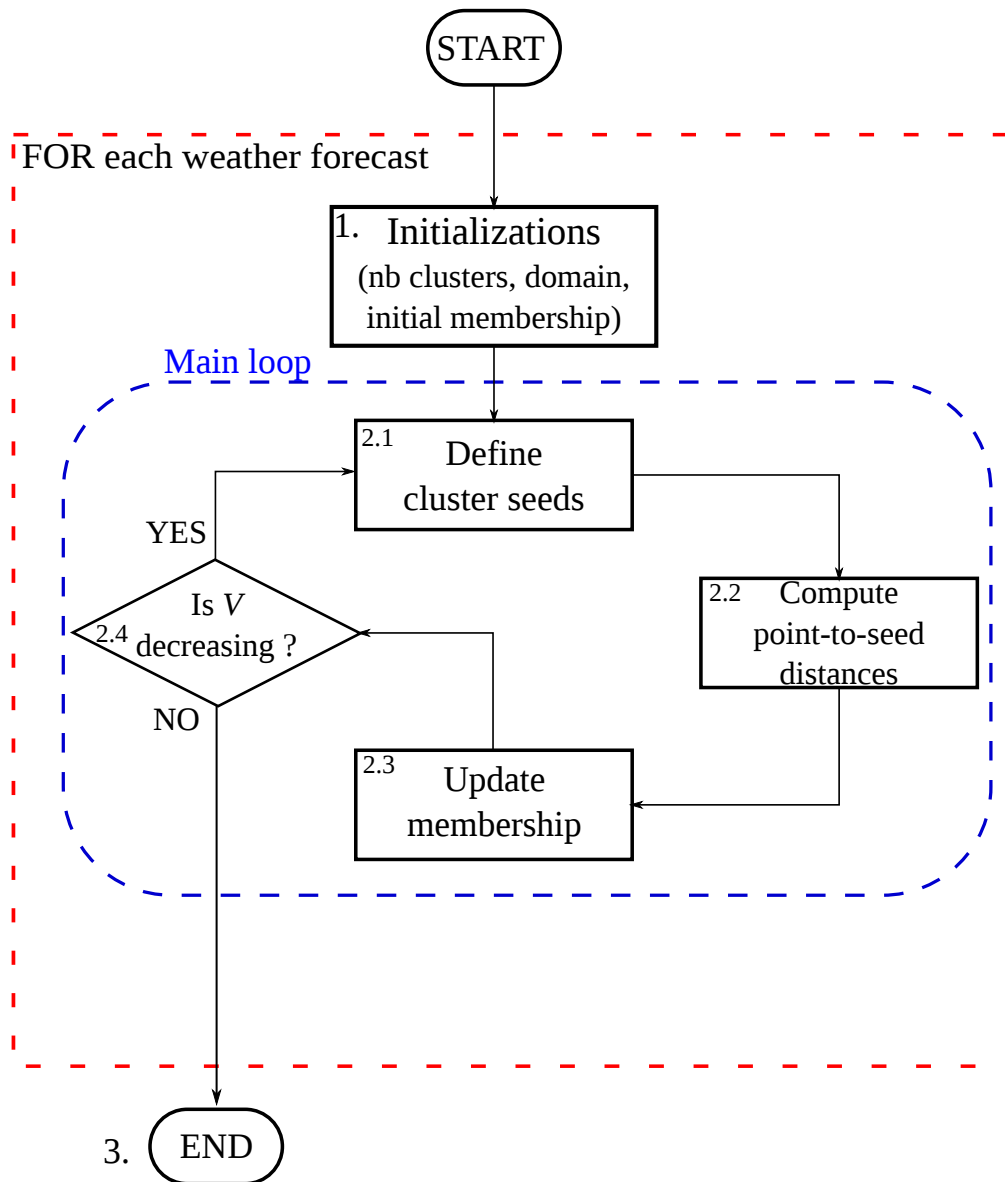 START
FOR each weather forecast
1. Initializations
(nb clusters, domain,
initial membership)
Main loop
2.1
Define
cluster seeds
YES
2.2 Compute
point-to-seed
distances
Is V
2.4 decreasing ?
NO
2.3
Update
membership
3. END